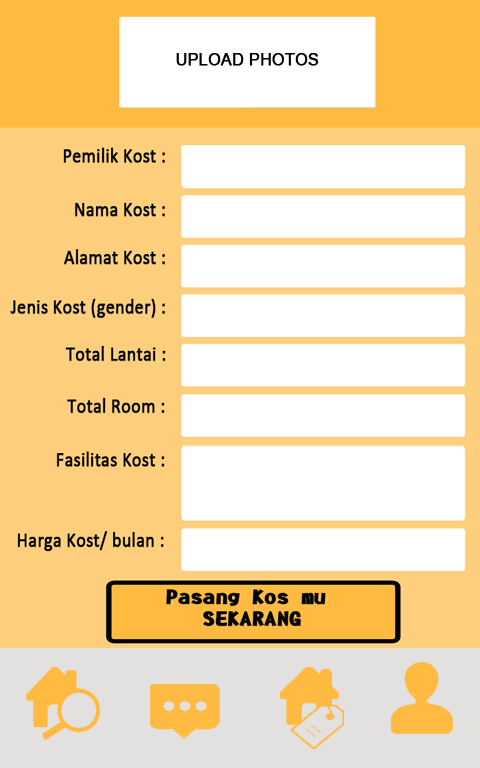 UPLOAD PHOTOS
Pemilik Kost :
Nama Kost :
Alamat Kost :
Jenis Kost (gender) :
Total Lantai :
Total Room :
Fasilitas Kost :
Harga Kost/ bulan :
Pasang Kos mu
SEKARANG